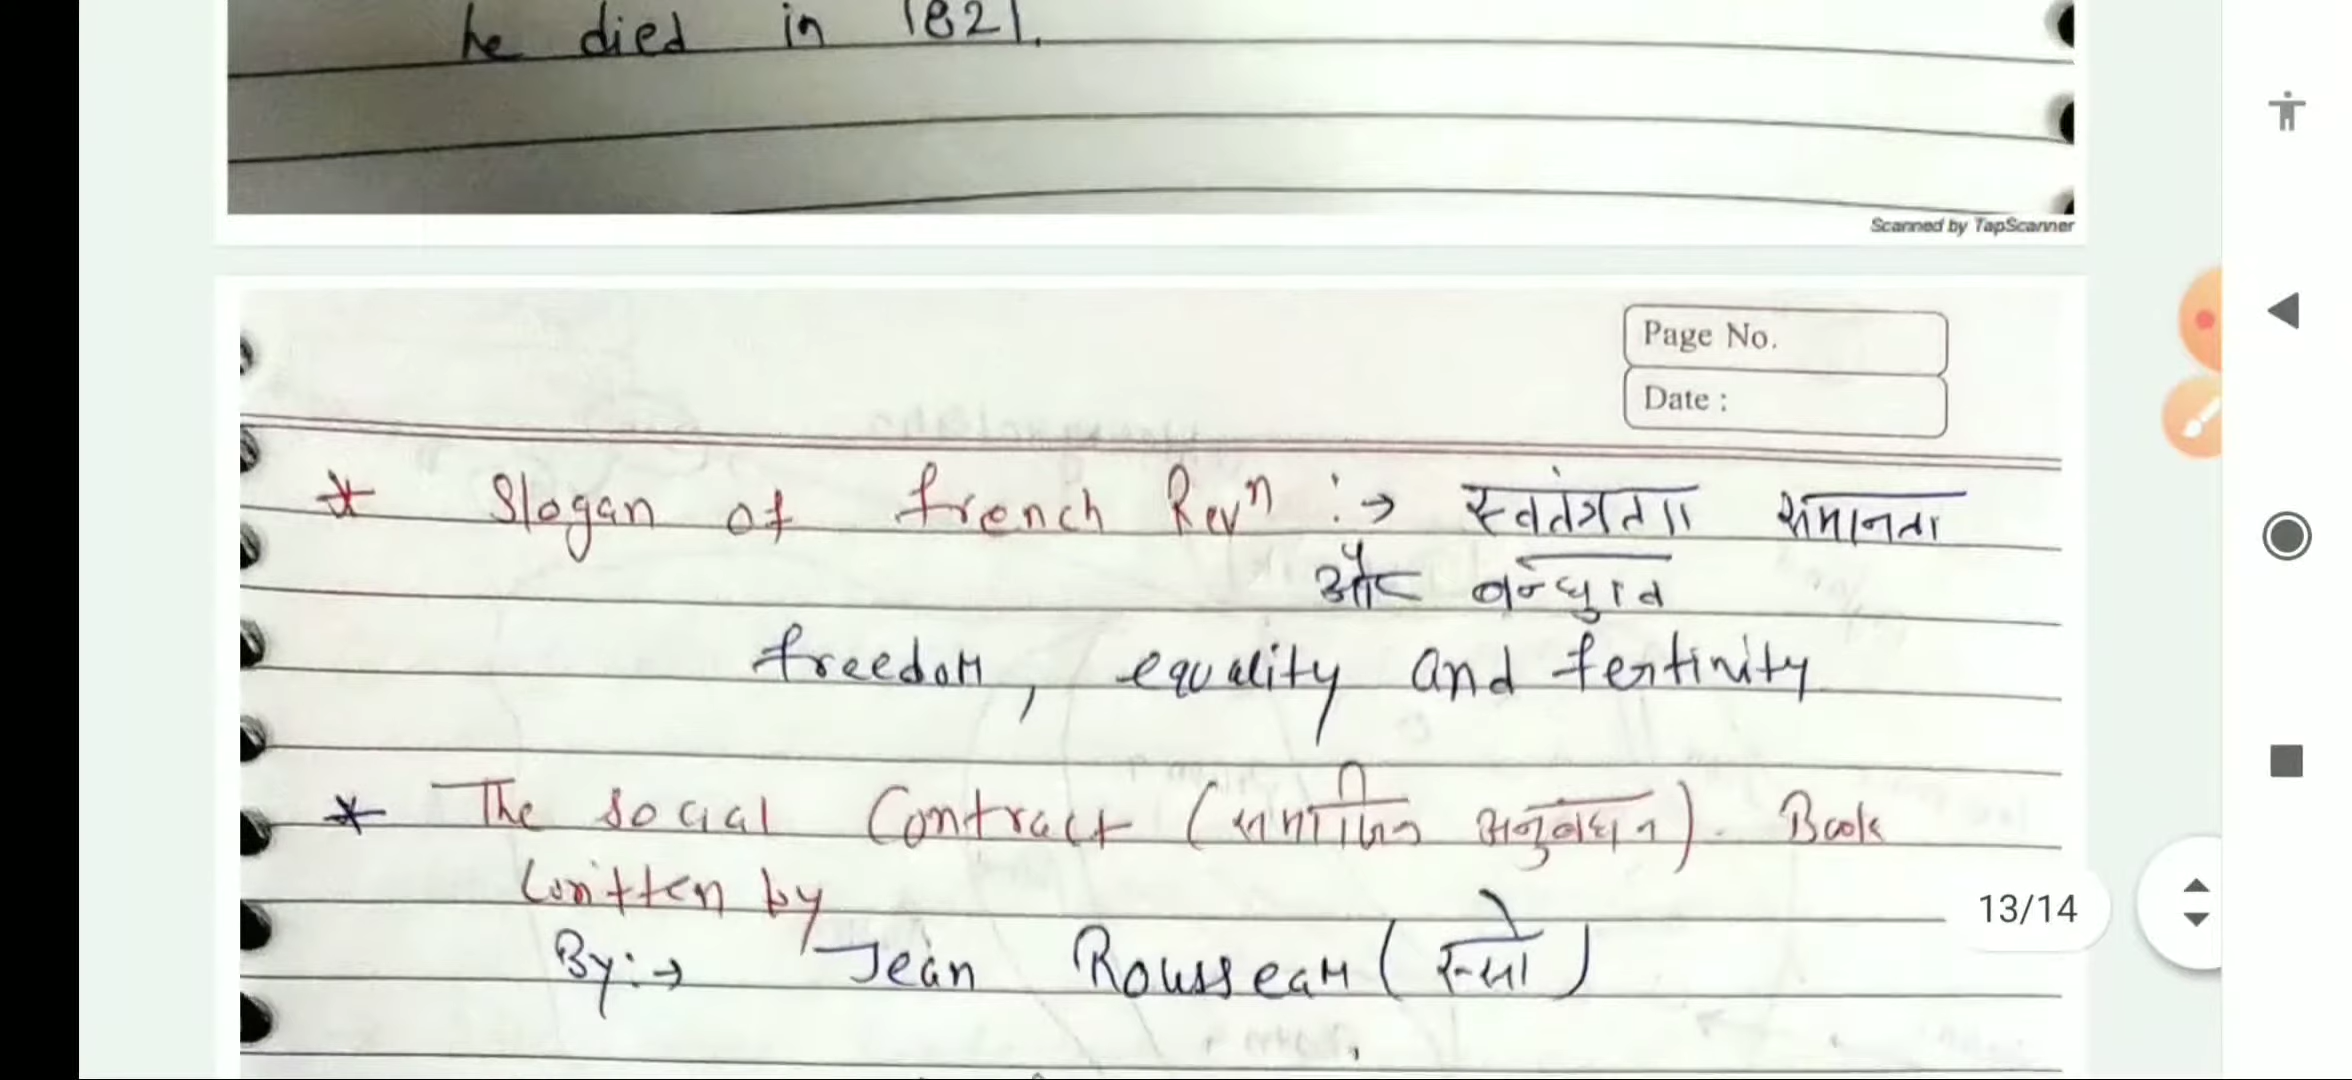 he died in 1821.
Scanned by TapScanner
Page No.
Date :
* Slogan of french Revⁿ :→ स्वतंत्रता समानता
और बन्धुत्व
freedom, equality and fertinity
* The social Contract (सामाजिक अनुबंधन). Book
written by
13/14
By:→ Jean Rousseau (रूसो)